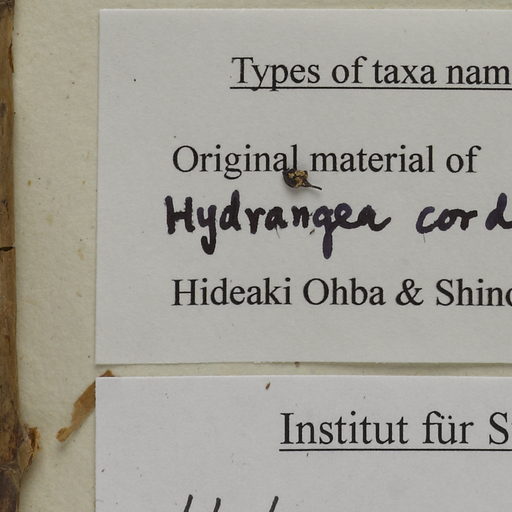 Types of taxa nam
Original material of
Hydrangea cord
Hideaki Ohba & Shin
Institut für S